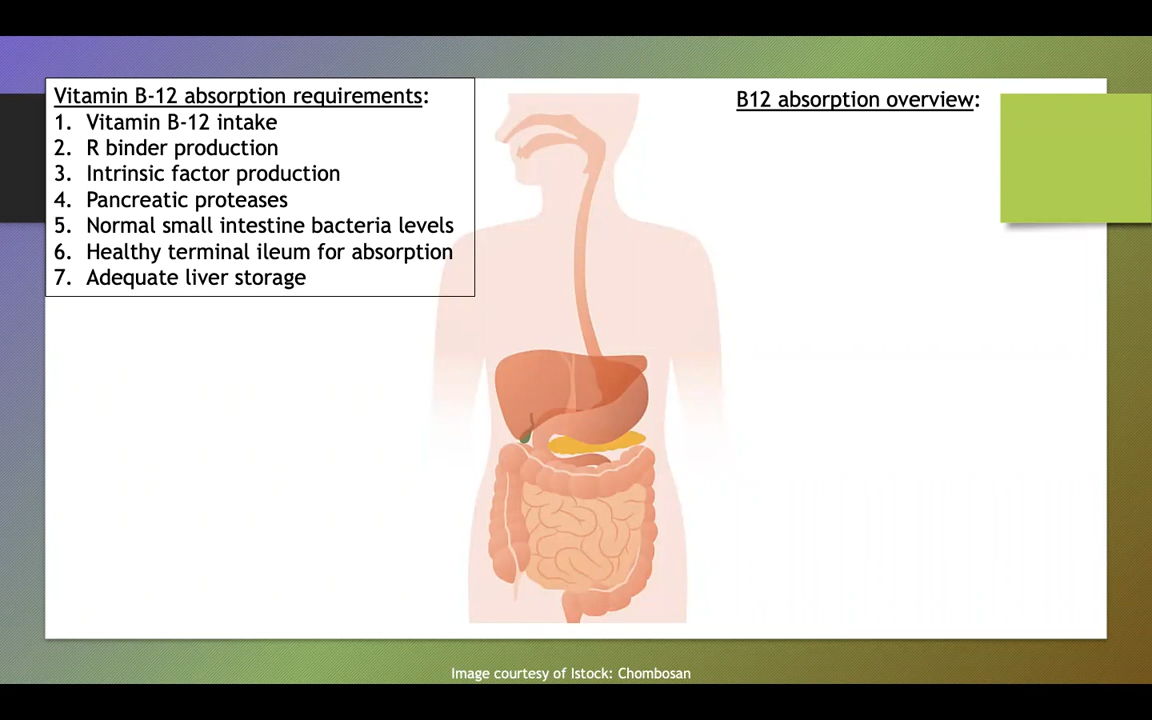 Vitamin B-12 absorption requirements:
1. Vitamin B-12 intake
2. R binder production
3. Intrinsic factor production
4. Pancreatic proteases
5. Normal small intestine bacteria levels
6. Healthy terminal ileum for absorption
7. Adequate liver storage
B12 absorption overview:
Image courtesy of Istock: Chombosan